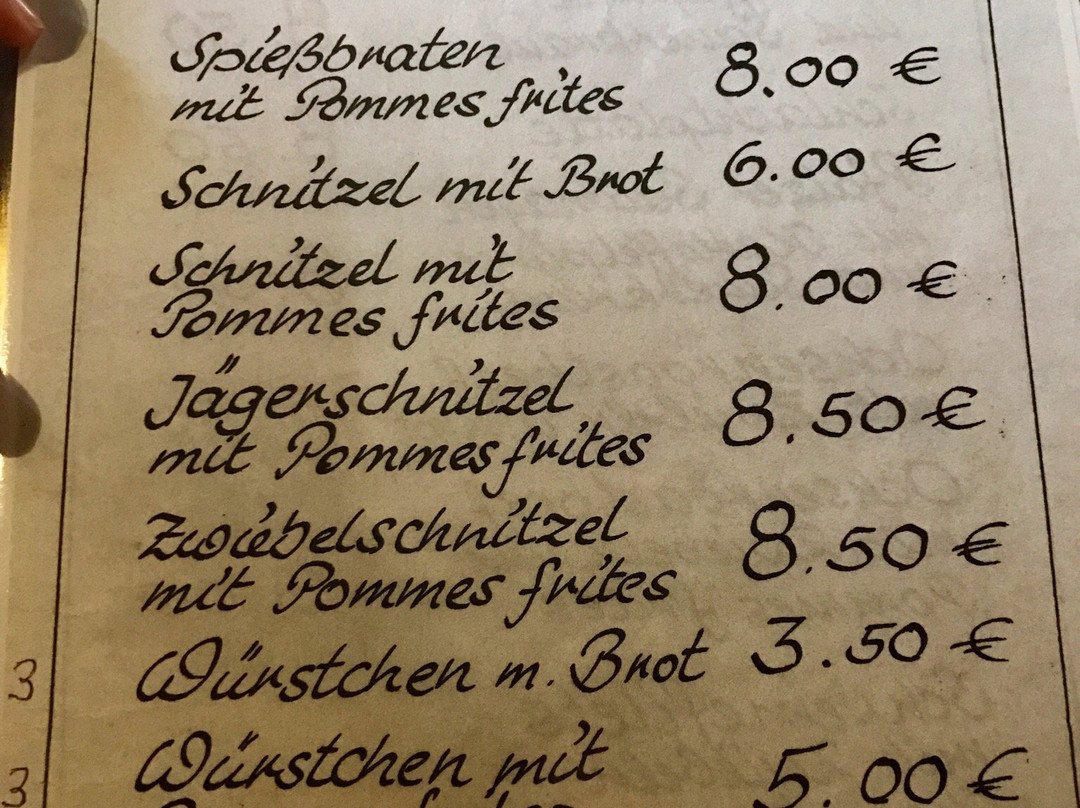 Spießbraten
mit Pommes frites 8.00 €
Schnitzel mit Brot 6.00 €
Schnitzel mit
Pommes frites 8.00 €
Jägerschnitzel
mit Pommes frites 8.50 €
Zwiebelschnitzel
mit Pommes frites 8.50 €
3 Würstchen m. Brot 3.50 €
3 Würstchen mit 5.00 €